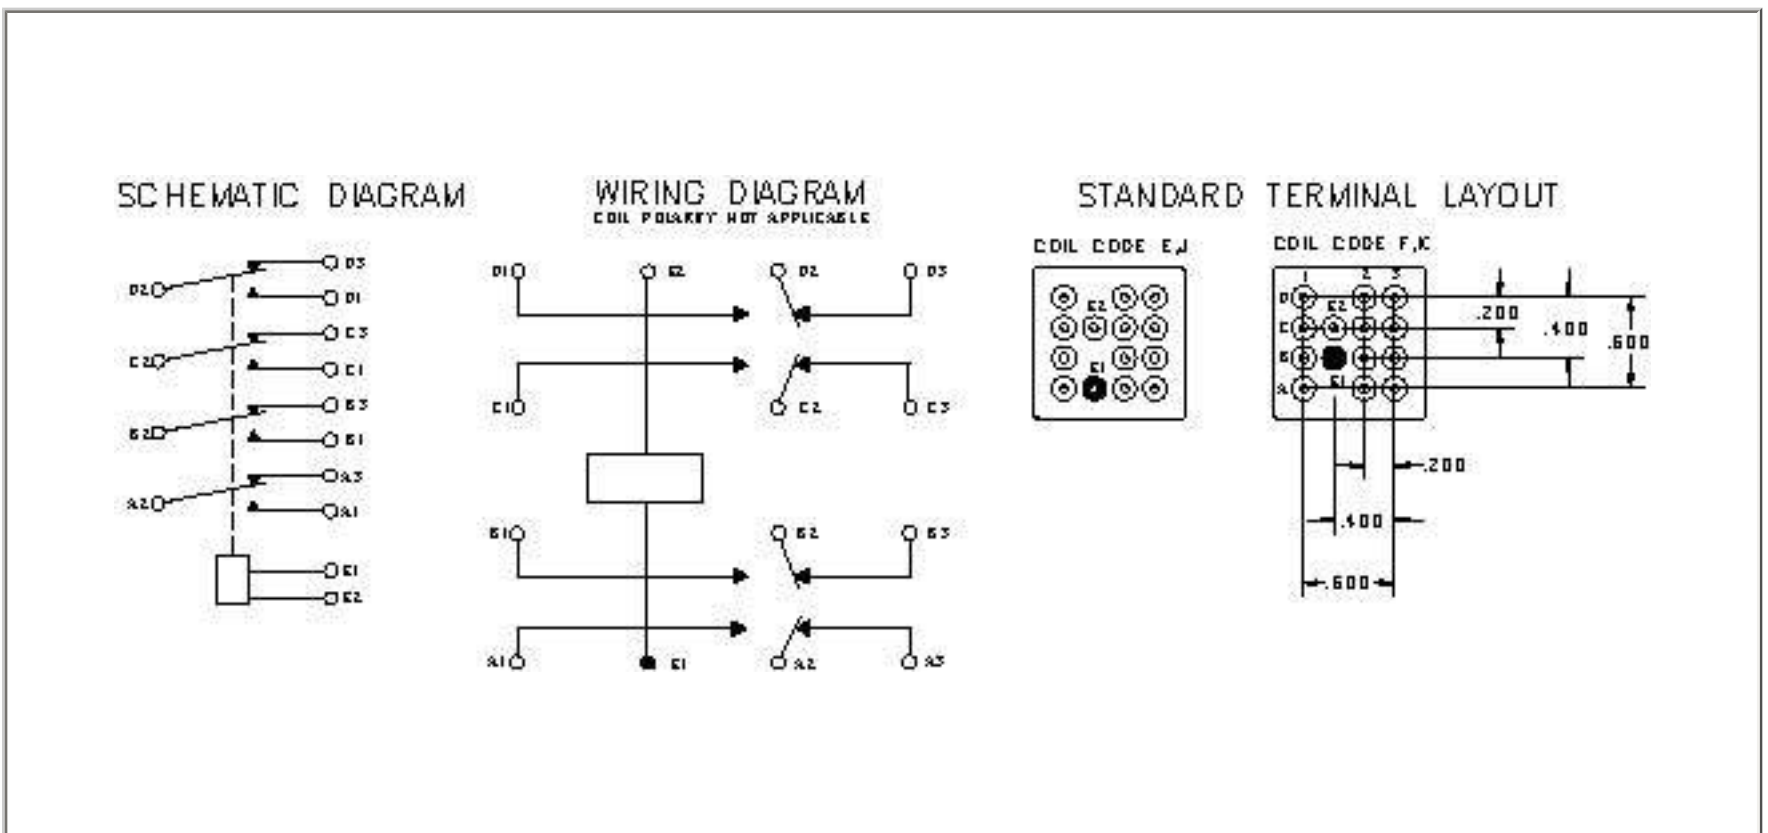 SCHEMATIC DIAGRAM
D3
D2
D1
C3
C2
C1
B3
B2
B1
A3
A2
A1
E1
E2
WIRING DIAGRAM
COIL POLARITY NOT APPLICABLE
D1 E2 D2 D3
C1 C2 C3
B1 B2 B3
A1 E1 A2 A3
STANDARD TERMINAL LAYOUT
COIL CODE E,J
E2
E1
COIL CODE F,K
1 2 3
D
E2
C
B
E1
A
.200
.400
.600
.200
.400
.600